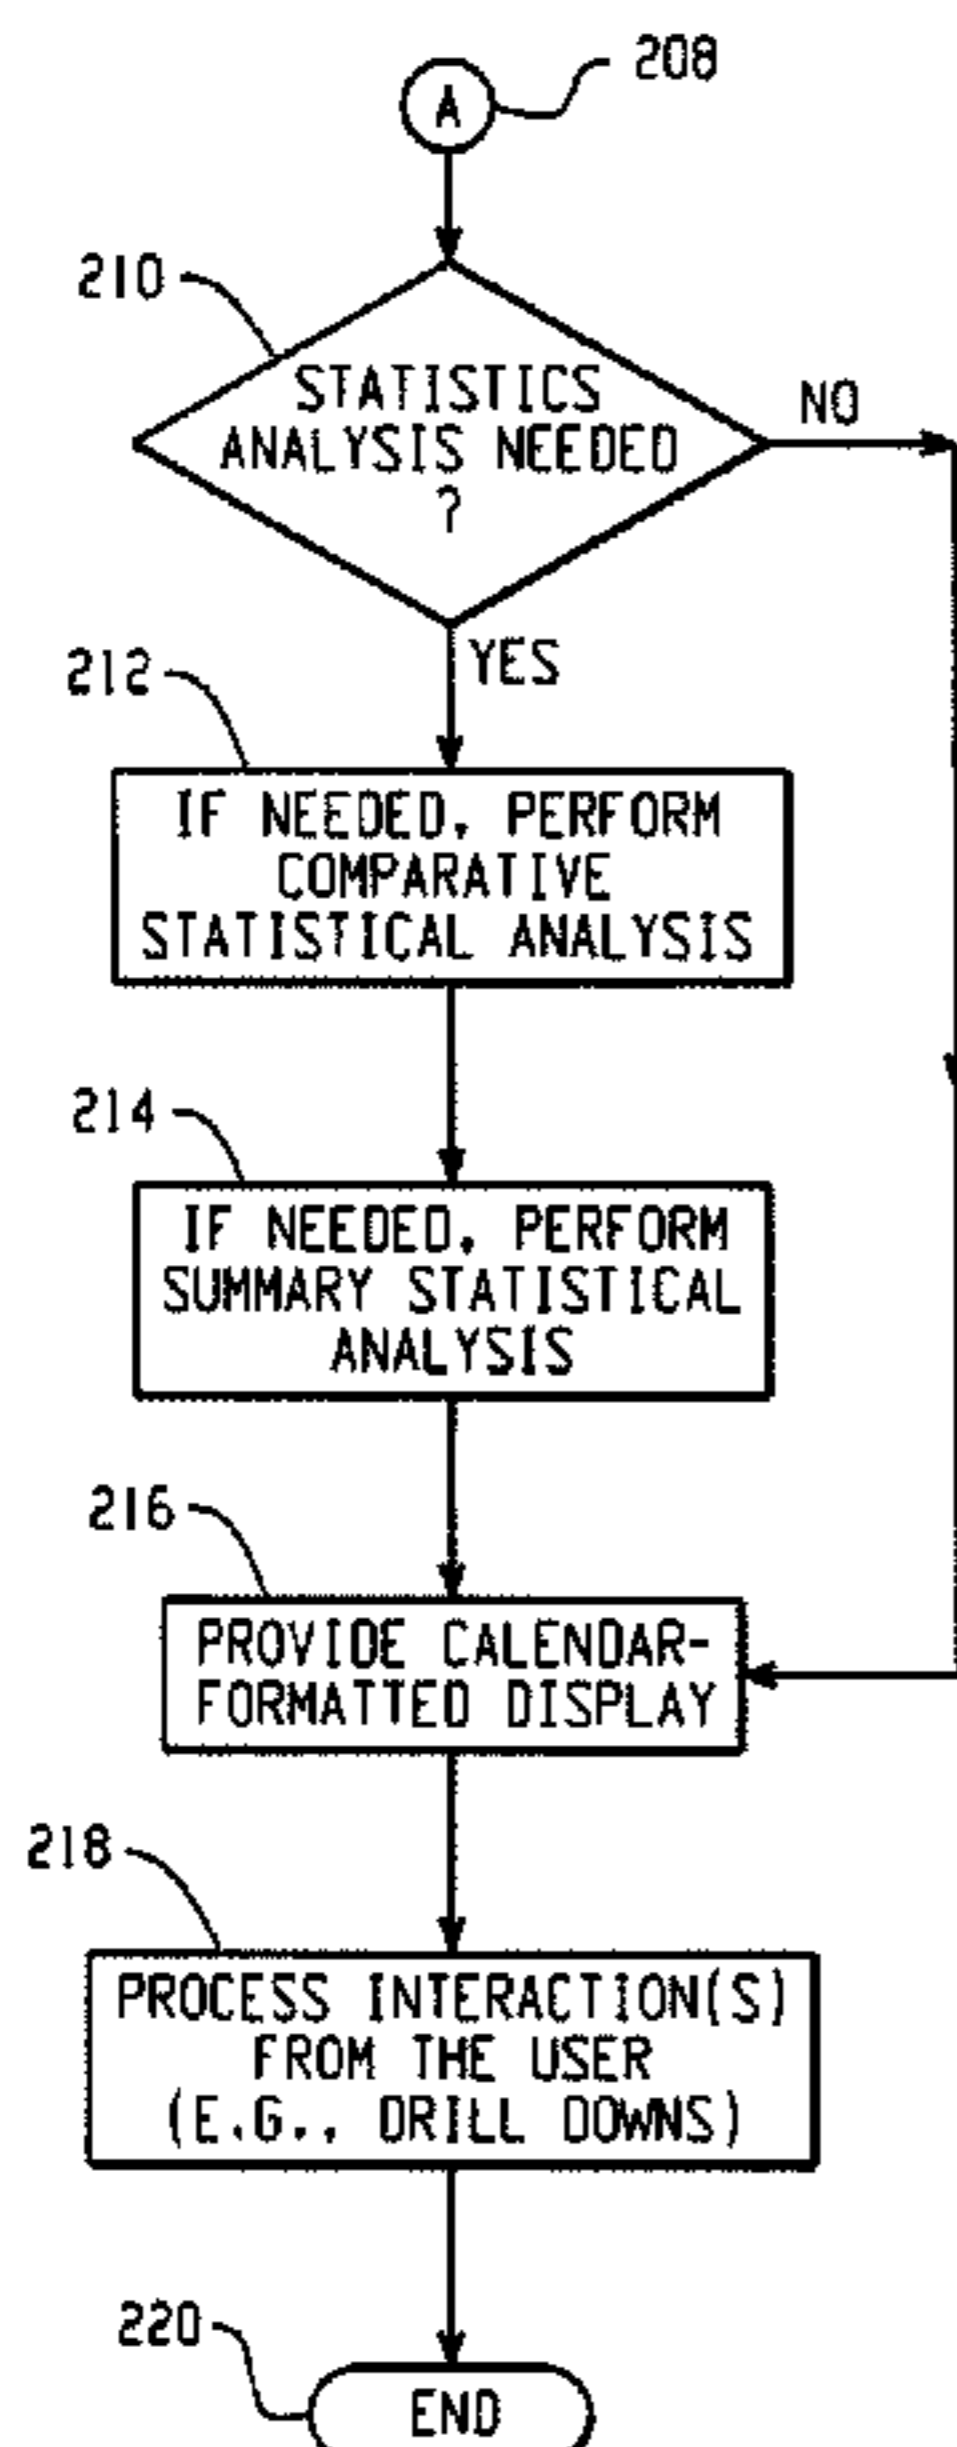 208
A
210
STATISTICS
ANALYSIS NEEDED
?
NO
YES
212
IF NEEDED, PERFORM
COMPARATIVE
STATISTICAL ANALYSIS
214
IF NEEDED, PERFORM
SUMMARY STATISTICAL
ANALYSIS
216
PROVIDE CALENDAR-
FORMATTED DISPLAY
218
PROCESS INTERACTION(S)
FROM THE USER
(E.G., DRILL DOWNS)
220
END